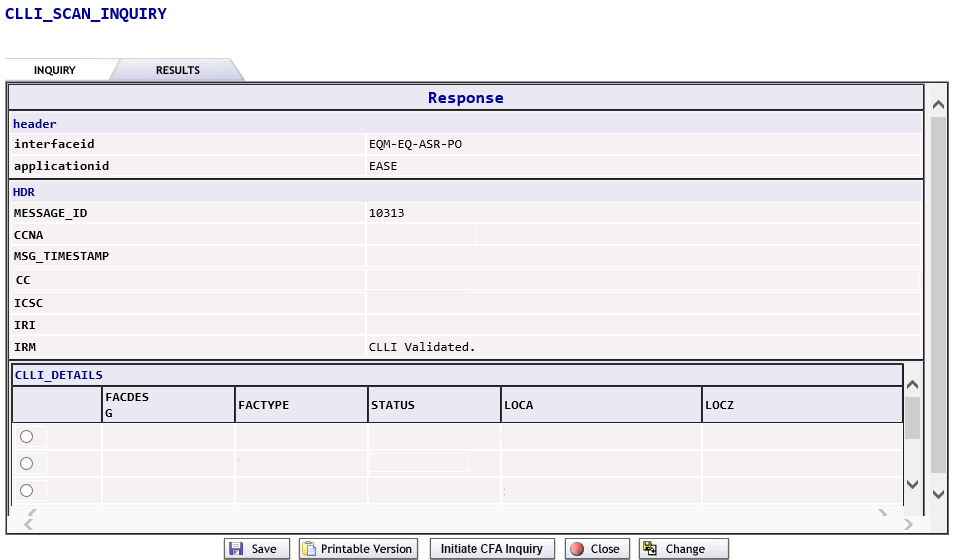 CLLI_SCAN_INQUIRY
INQUIRY RESULTS
Response
header
interfaceid EQM-EQ-ASR-PO
applicationid EASE
HDR
MESSAGE_ID 10313
CCNA
MSG_TIMESTAMP
CC
ICSC
IRI
IRM CLLI Validated.
CLLI_DETAILS
FACDES
G FACTYPE STATUS LOCA LOCZ
Save Printable Version Initiate CFA Inquiry Close Change